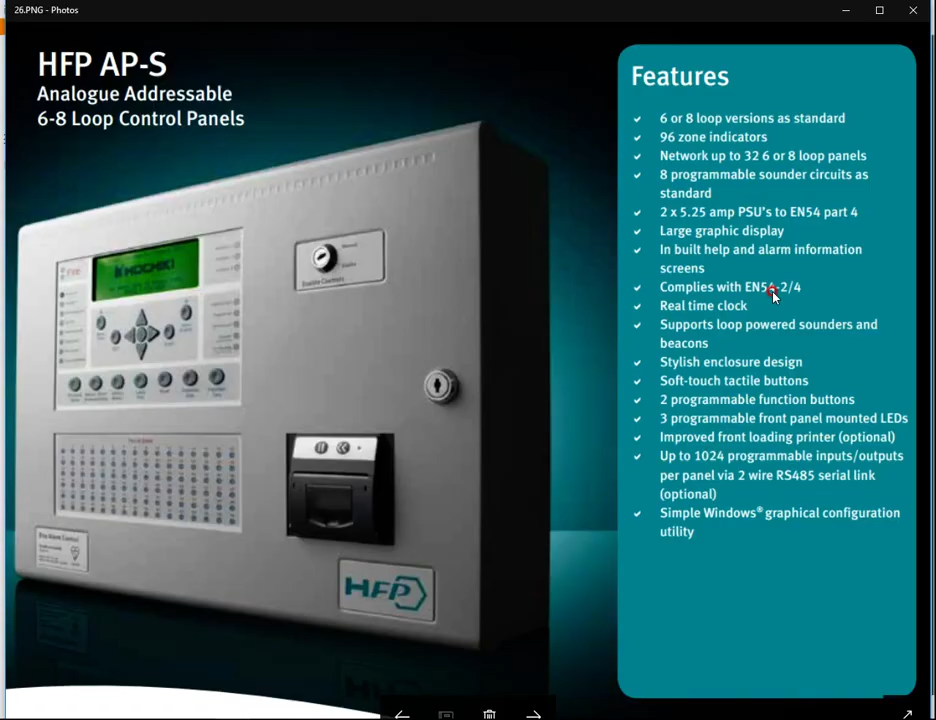 26.PNG - Photos
HFP AP-S
Analogue Addressable
6-8 Loop Control Panels
Fire
HOCHIKI
Enable Controls
Fire Alarm Control
HFP
Features
6 or 8 loop versions as standard
96 zone indicators
Network up to 32 6 or 8 loop panels
8 programmable sounder circuits as
standard
2 x 5.25 amp PSU's to EN54 part 4
Large graphic display
In built help and alarm information
screens
Complies with EN54-2/4
Real time clock
Supports loop powered sounders and
beacons
Stylish enclosure design
Soft-touch tactile buttons
2 programmable function buttons
3 programmable front panel mounted LEDs
Improved front loading printer (optional)
Up to 1024 programmable inputs/outputs
per panel via 2 wire RS485 serial link
(optional)
Simple Windows® graphical configuration
utility